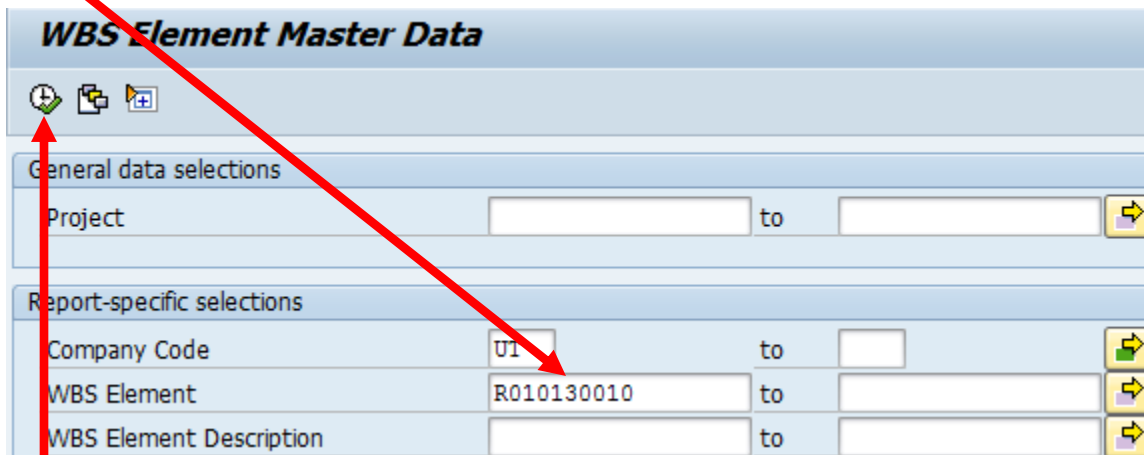 WBS Element Master Data
General data selections
Project to
Report-specific selections
Company Code UT to
WBS Element R010130010 to
WBS Element Description to